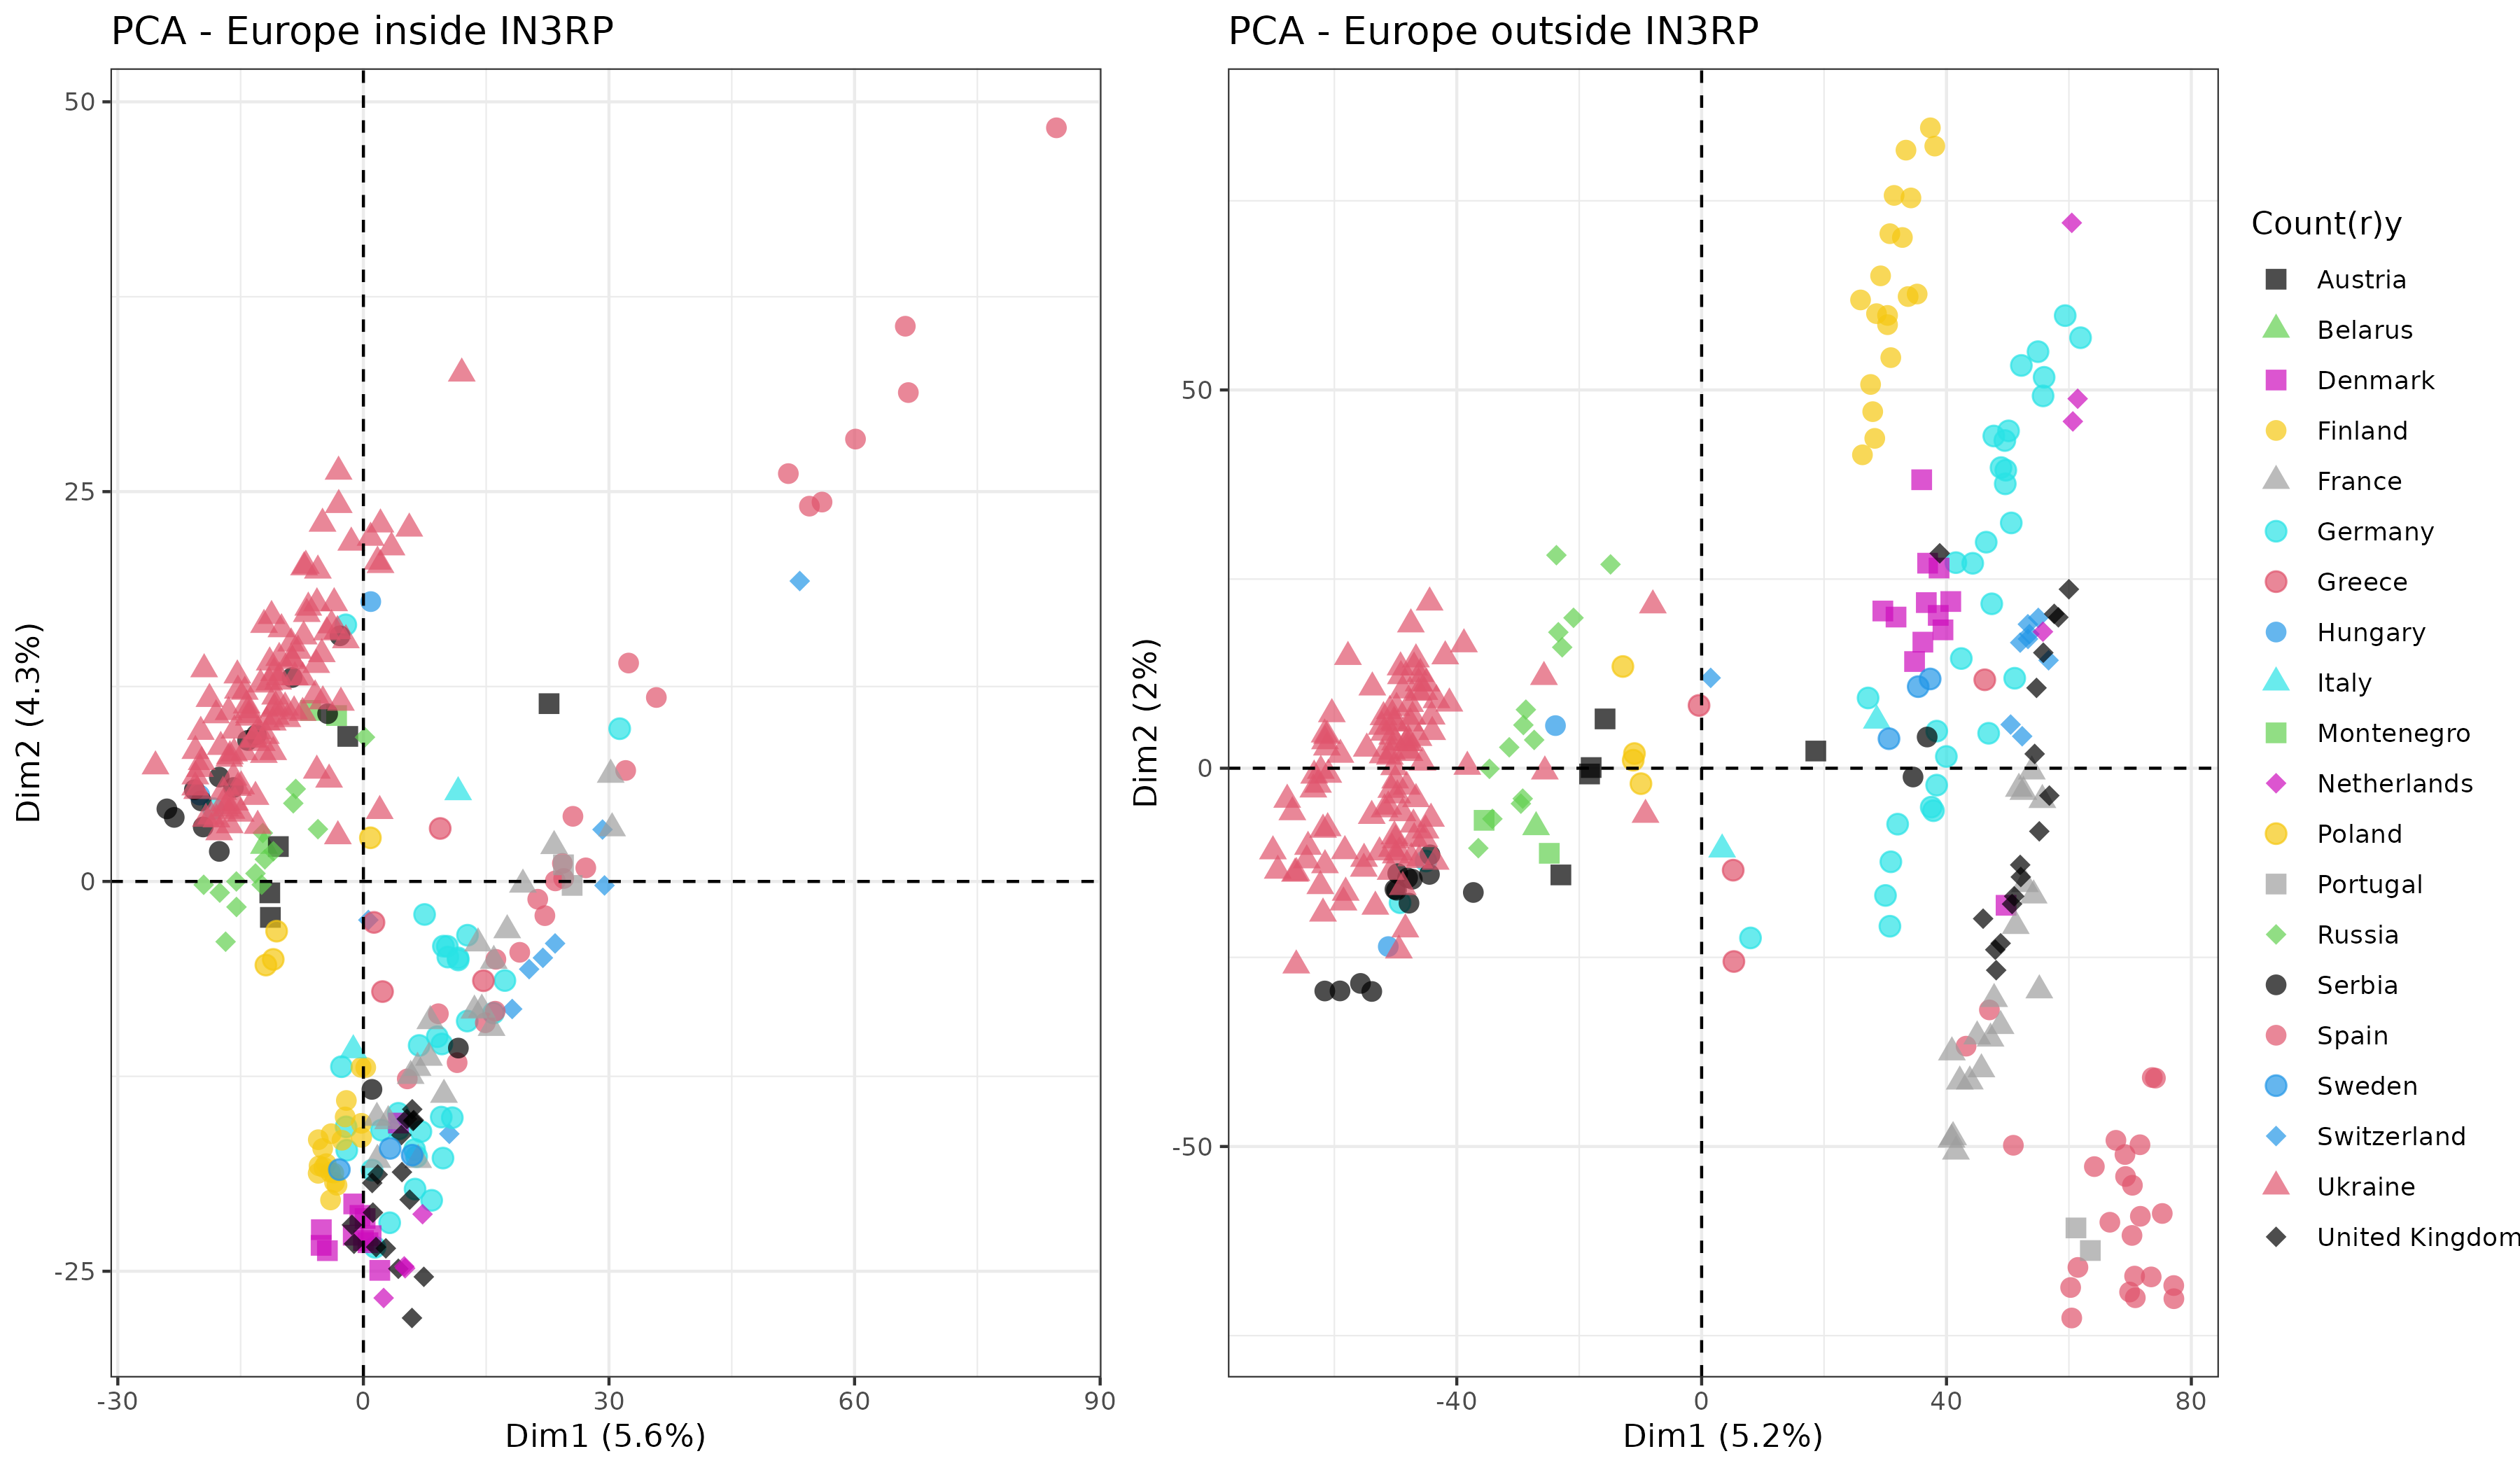 PCA - Europe inside IN3RP
50
25
0
-25
Dim2 (4.3%)
-30
0
30
60
90
Dim1 (5.6%)
PCA - Europe outside IN3RP
50
0
-50
Dim2 (2%)
-40
0
40
80
Dim1 (5.2%)
Count(r)y
Austria
Belarus
Denmark
Finland
France
Germany
Greece
Hungary
Italy
Montenegro
Netherlands
Poland
Portugal
Russia
Serbia
Spain
Sweden
Switzerland
Ukraine
United Kingdom